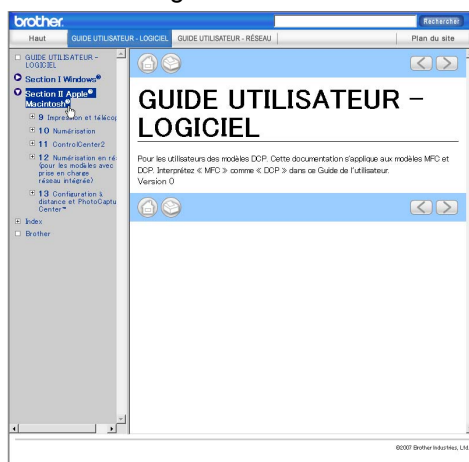 brother.
Rechercher
Haut
GUIDE UTILISATEUR - LOGICIEL
GUIDE UTILISATEUR - RÉSEAU
Plan du site
GUIDE UTILISATEUR –
LOGICIEL
Section I Windows®
Section II Apple®
Macintosh®
9 Impression et télécop
10 Numérisation
11 ControlCenter2
12 Numérisation en ré
(pour les modèles avec
prise en charge
réseau intégrée)
13 Configuration à
distance et PhotoCaptu
Center™
Index
Brother
GUIDE UTILISATEUR –
LOGICIEL
Pour les utilisateurs des modèles DCP. Cette documentation s'applique aux modèles MFC et
DCP. Interprétez « MFC » comme « DCP » dans ce Guide de l'utilisateur.
Version 0
©2007 Brother Industries, Ltd.